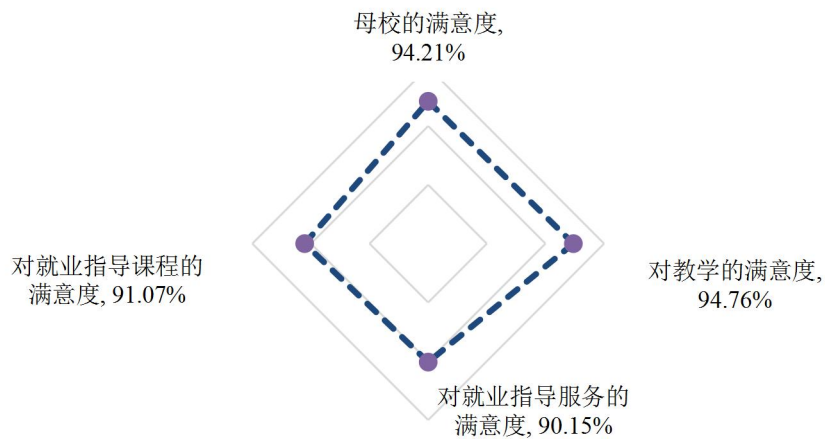 母校的满意度,
94.21%
对就业指导课程的
满意度, 91.07%
对教学的满意度,
94.76%
对就业指导服务的
满意度, 90.15%